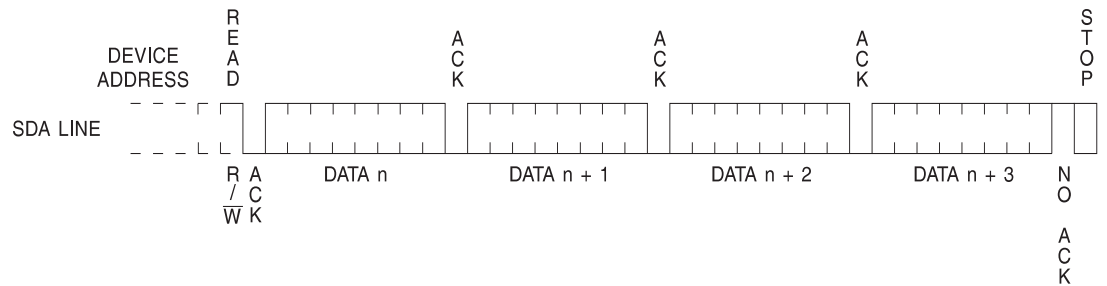 DEVICE
ADDRESS
READ
ACK
ACK
ACK
STOP
SDA LINE
R/W
ACK
DATA n
DATA n + 1
DATA n + 2
DATA n + 3
NO ACK